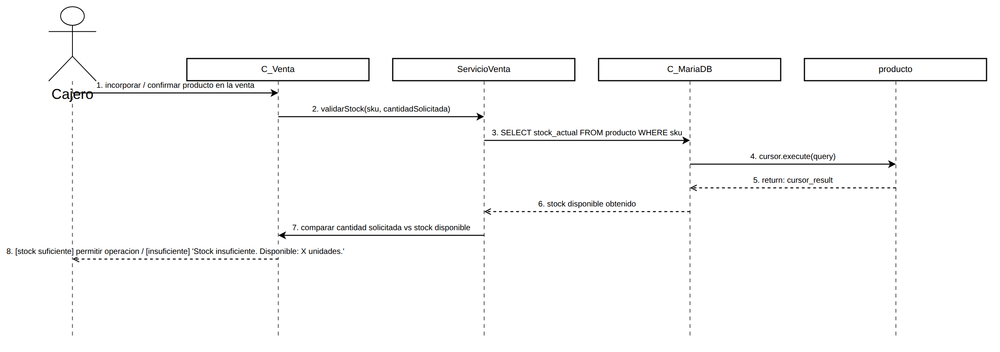 C_Venta
ServicioVenta
C_MariaDB
producto
1. incorporar / confirmar producto en la venta
Cajero
2. validarStock(sku, cantidadSolicitada)
3. SELECT stock_actual FROM producto WHERE sku
4. cursor.execute(query)
5. return: cursor_result
6. stock disponible obtenido
7. comparar cantidad solicitada vs stock disponible
8. [stock suficiente] permitir operacion / [insuficiente] 'Stock insuficiente. Disponible: X unidades.'